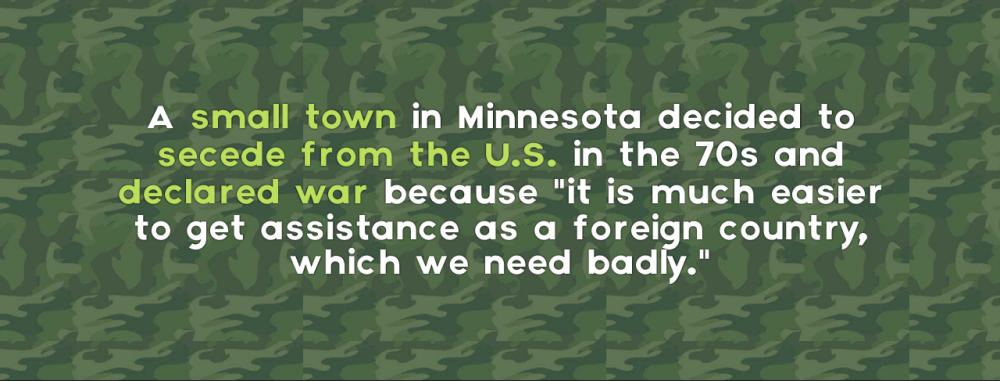 A small town in Minnesota decided to
secede from the U.S. in the 70s and
declared war because "it is much easier
to get assistance as a foreign country,
which we need badly."